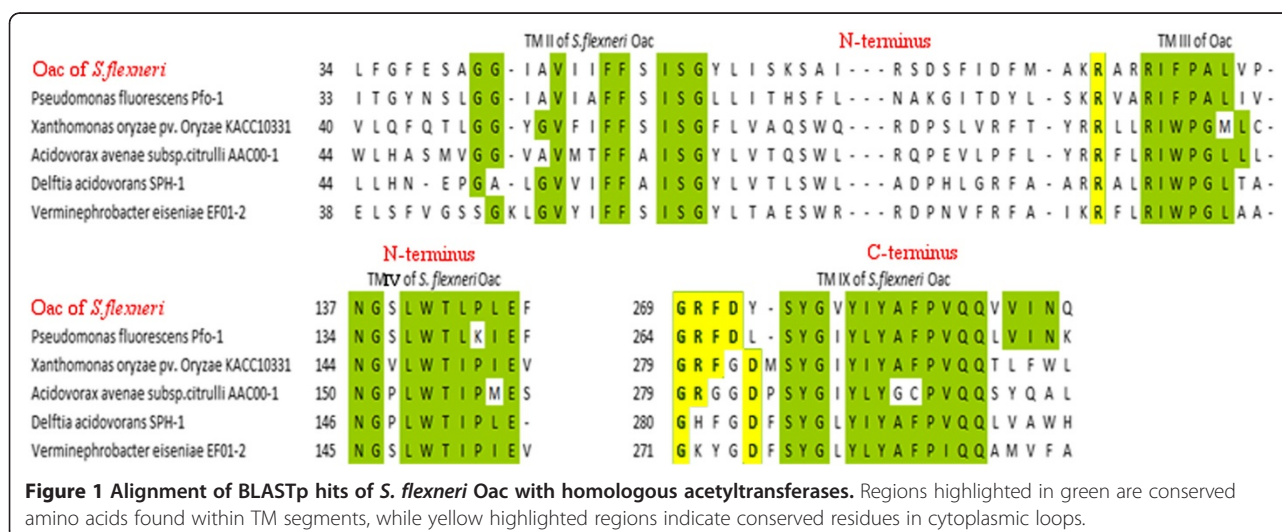 TM II of S.flexneri Oac N-terminus TM III of Oac
Oac of S.flexneri 34 L F G F E S A G G - I A V I I F F S I S G Y L I S K S A I - - - R S D S F I D F M - A K R A R R I F P A L V P -
Pseudomonas fluorescens Pfo-1 33 I T G Y N S L G G - I A V I A F F S I S G L L I T H S F L - - - N A K G I T D Y L - S K R V A R I F P A L I V -
Xanthomonas oryzae pv. Oryzae KACC10331 40 V L Q F Q T L G G - Y G V F I F F S I S G F L V A Q S W Q - - - R D P S L V R F T - Y R R L L R I W P G M L C -
Acidovorax avenae subsp.citrulli AAC00-1 44 W L H A S M V G G - V A V M T F F A I S G Y L V T Q S W L - - - R Q P E V L P F L - Y R R F L R I W P G L L L -
Delftia acidovorans SPH-1 44 L L H N - E P G A - L G V V I F F A I S G Y L V T L S W L - - - A D P H L G R F A - A R R A L R I W P G L T A -
Verminephrobacter eiseniae EF01-2 38 E L S F V G S S G K L G V Y I F F S I S G Y L T A E S W R - - - R D P N V F R F A - I K R F L R I W P G L A A -
N-terminus C-terminus
TM IV of S.flexneri Oac TM IX of S.flexneri Oac
Oac of S.flexneri 137 N G S L W T L P L E F 269 G R F D Y - S Y G V Y I Y A F P V Q Q V V I N Q
Pseudomonas fluorescens Pfo-1 134 N G S L W T L K I E F 264 G R F D L - S Y G I Y L Y A F P V Q Q L V I N K
Xanthomonas oryzae pv. Oryzae KACC10331 144 N G V L W T I P I E V 279 G R F G D M S Y G I Y I Y A F P V Q Q T L F W L
Acidovorax avenae subsp.citrulli AAC00-1 150 N G P L W T I P M E S 279 G R G G D P S Y G I Y L Y G C P V Q Q S Y Q A L
Delftia acidovorans SPH-1 146 N G P L W T I P L E - 280 G H F G D F S Y G I Y L Y A F P V Q Q L V A W H
Verminephrobacter eiseniae EF01-2 145 N G S L W T I P I E V 271 G K Y G D F S Y G L Y L Y A F P I Q Q A M V F A
Figure 1 Alignment of BLASTp hits of S. flexneri Oac with homologous acetyltransferases. Regions highlighted in green are conserved
amino acids found within TM segments, while yellow highlighted regions indicate conserved residues in cytoplasmic loops.